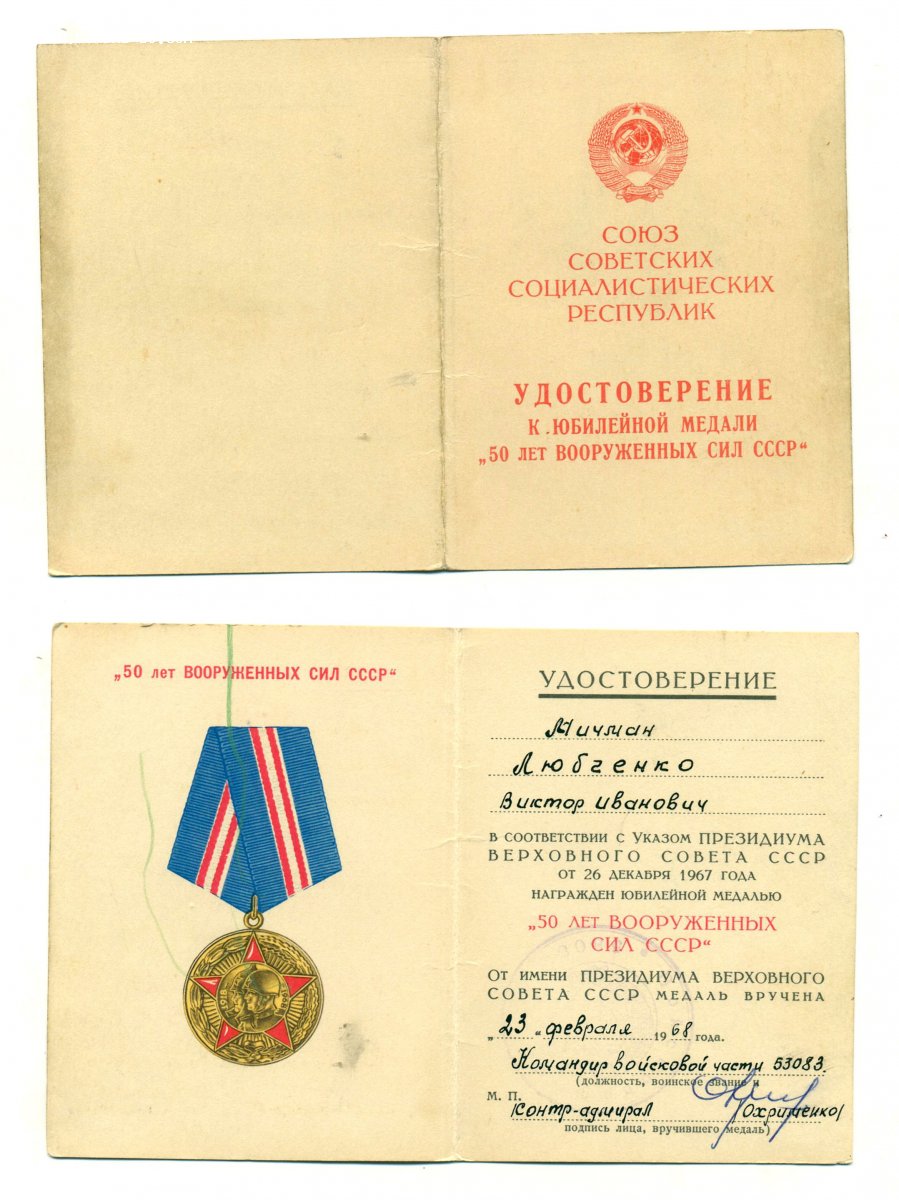 СОЮЗ
СОВЕТСКИХ
СОЦИАЛИСТИЧЕСКИХ
РЕСПУБЛИК
УДОСТОВЕРЕНИЕ
К ЮБИЛЕЙНОЙ МЕДАЛИ
„50 лет ВООРУЖЕННЫХ СИЛ СССР“
„50 лет ВООРУЖЕННЫХ СИЛ СССР“
УДОСТОВЕРЕНИЕ
Мичман
Любченко
Виктор Иванович
в соответствии с Указом ПРЕЗИДИУМА
ВЕРХОВНОГО СОВЕТА СССР
от 26 декабря 1967 года
награжден юбилейной медалью
„50 лет ВООРУЖЕННЫХ
СИЛ СССР“
От имени ПРЕЗИДИУМА ВЕРХОВНОГО
СОВЕТА СССР медаль вручена
„23“ февраля 1968 года.
Командир войсковой части 53083.
(должность, воинское звание и
М. П.
Контр-адмирал Охрименко/
подпись лица, вручившего медаль)